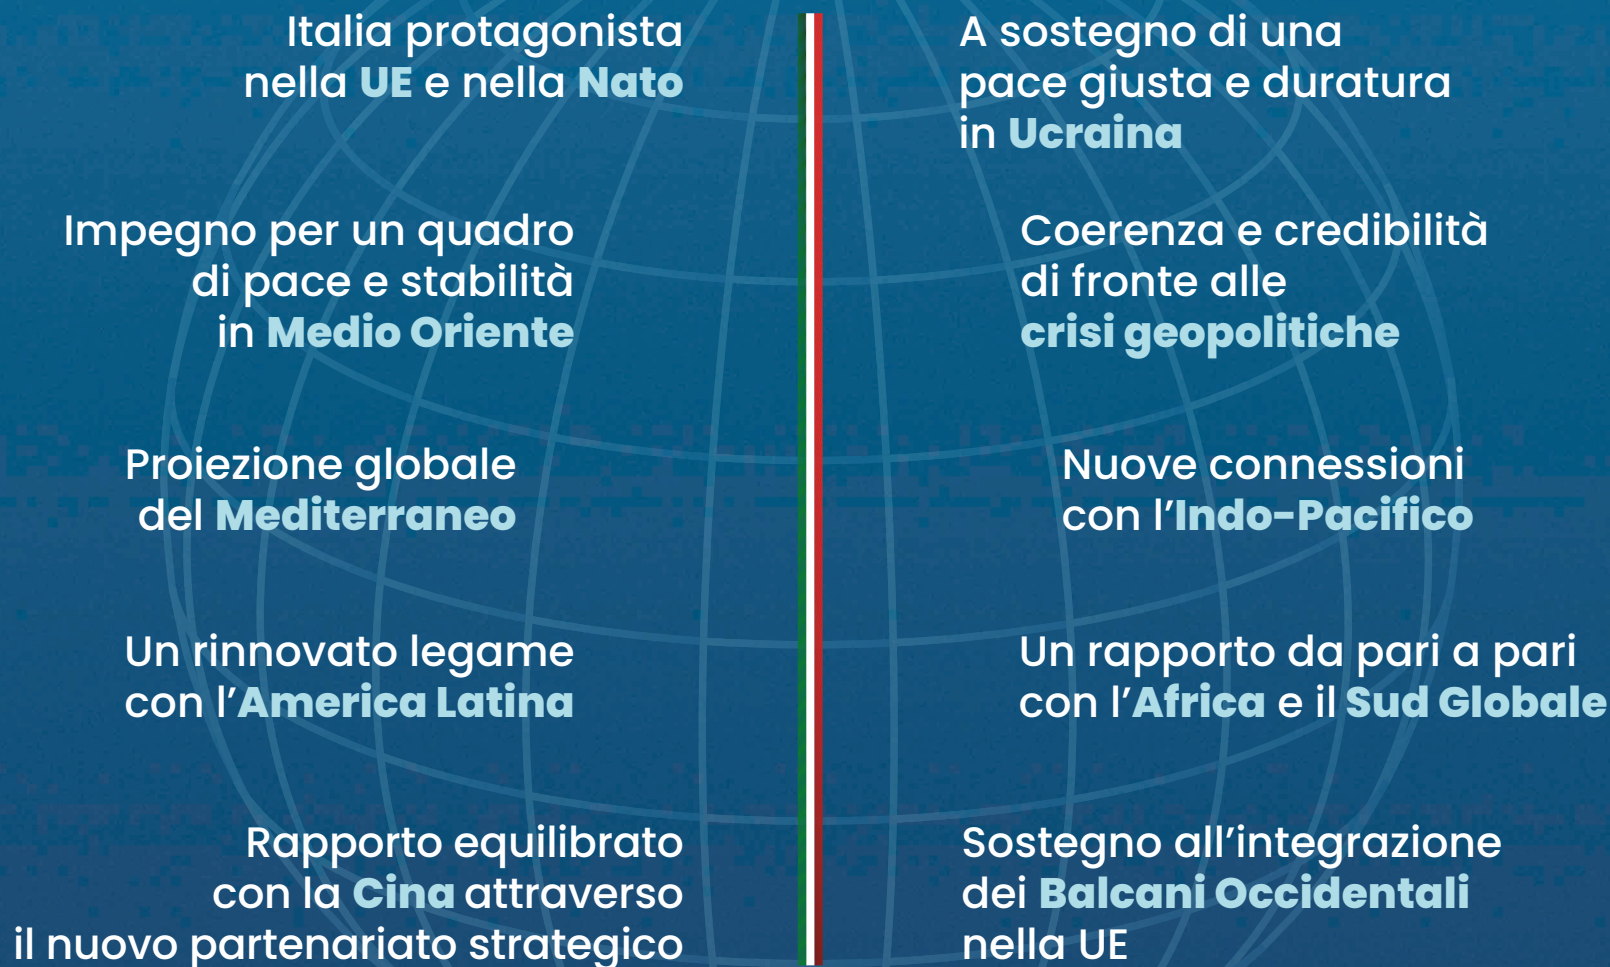 Italia protagonista
nella UE e nella Nato
A sostegno di una
pace giusta e duratura
in Ucraina
Impegno per un quadro
di pace e stabilità
in Medio Oriente
Coerenza e credibilità
di fronte alle
crisi geopolitiche
Proiezione globale
del Mediterraneo
Nuove connessioni
con l’Indo-Pacifico
Un rinnovato legame
con l’America Latina
Un rapporto da pari a pari
con l’Africa e il Sud Globale
Rapporto equilibrato
con la Cina attraverso
il nuovo partenariato strategico
Sostegno all’integrazione
dei Balcani Occidentali
nella UE